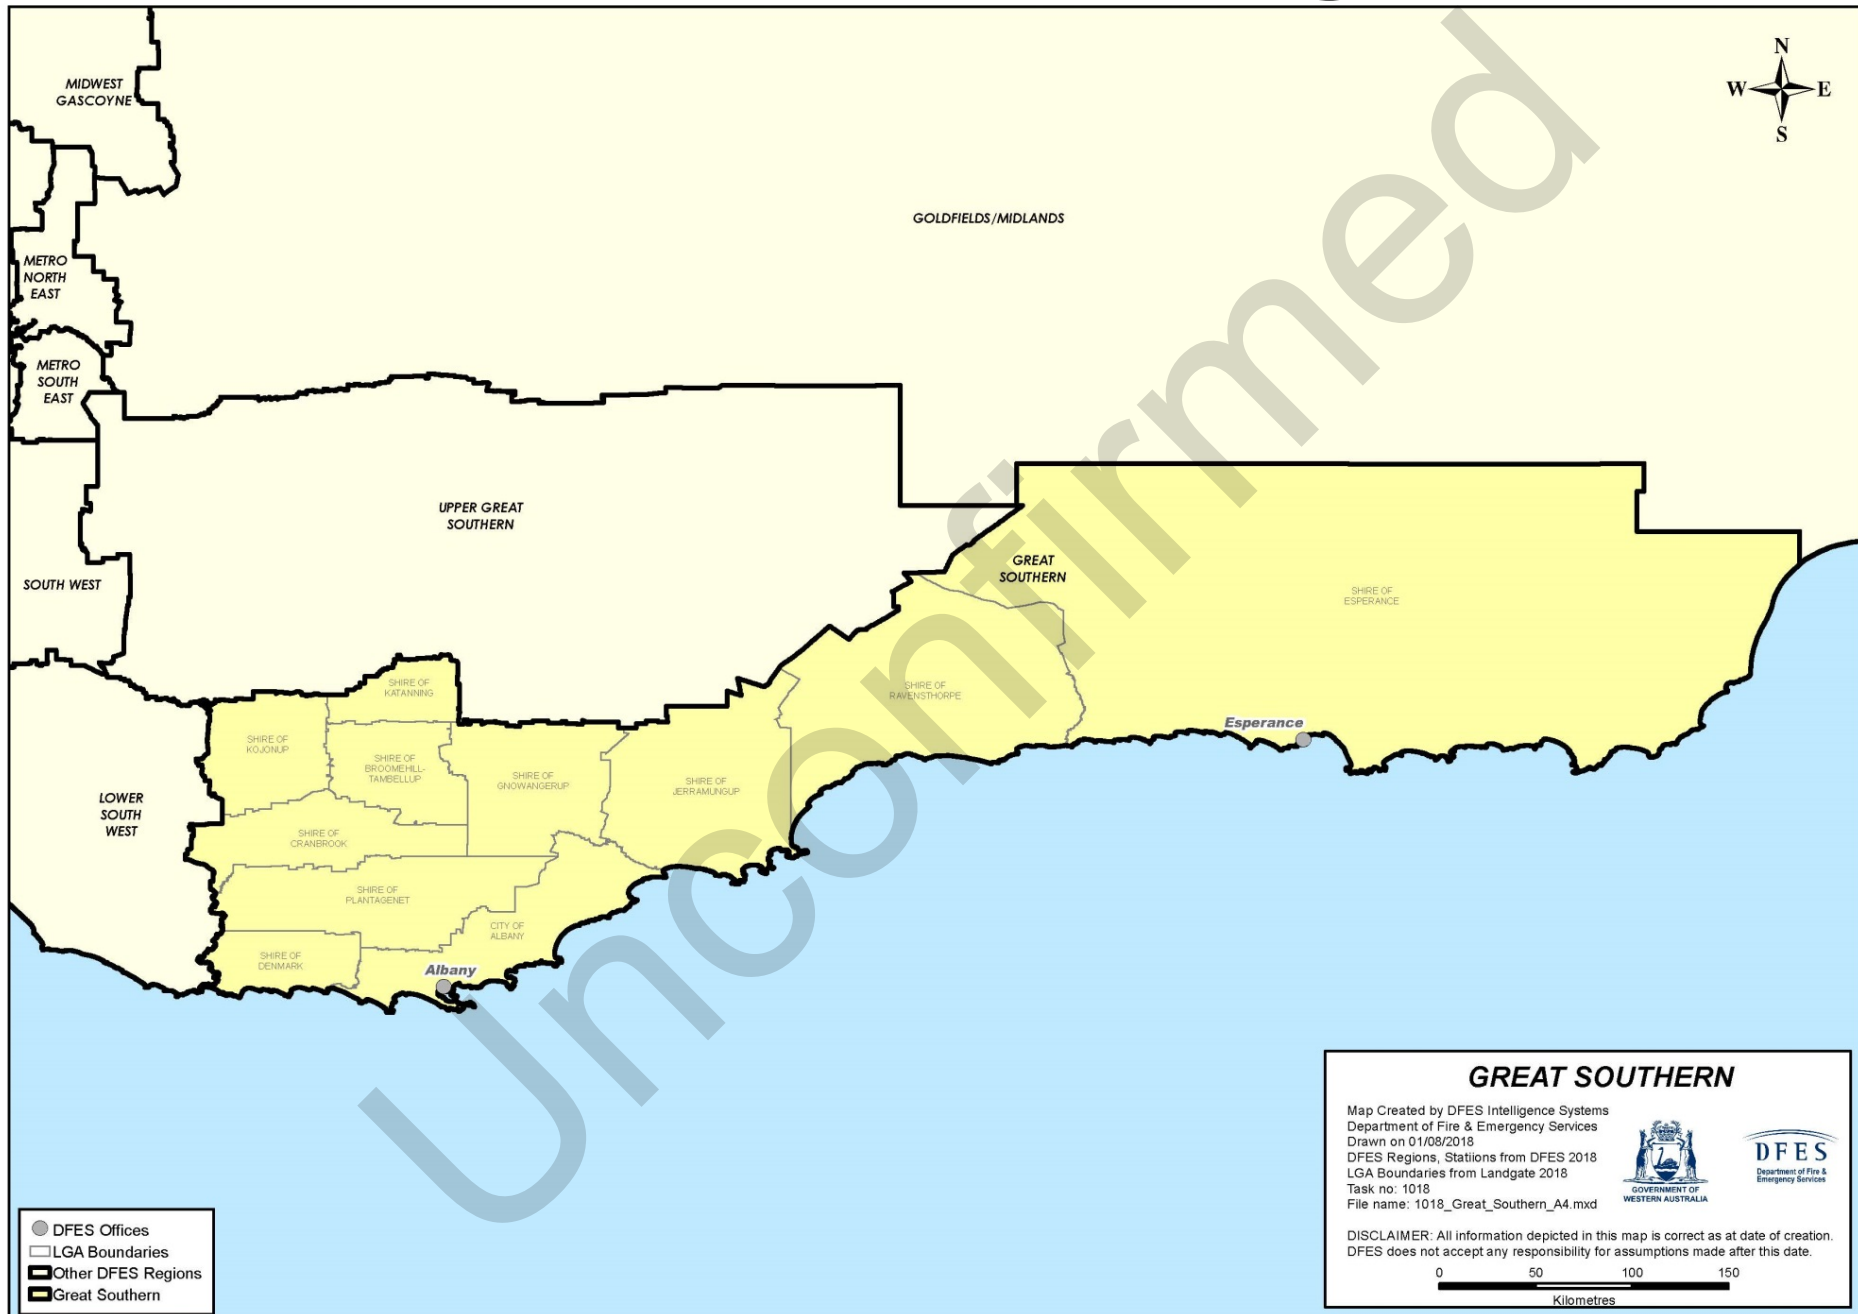 MIDWEST
GASCOYNE
N
W E
S
GOLDFIELDS/MIDLANDS
METRO
NORTH
EAST
METRO
SOUTH
EAST
UPPER GREAT
SOUTHERN
GREAT
SOUTHERN
SOUTH WEST
SHIRE OF
ESPERANCE
SHIRE OF
KATANNING
SHIRE OF
RAVENSTHORPE
Esperance
SHIRE OF
KOJONUP
SHIRE OF
BROOMEHILL-
TAMBELLUP
SHIRE OF
GNOWANGERUP
SHIRE OF
JERRAMUNGUP
LOWER
SOUTH
WEST
SHIRE OF
CRANBROOK
SHIRE OF
PLANTAGENET
CITY OF
ALBANY
SHIRE OF
DENMARK
Albany
Unconfirmed
GREAT SOUTHERN
Map Created by DFES Intelligence Systems
Department of Fire & Emergency Services
Drawn on 01/08/2018
DFES Regions, Statiions from DFES 2018
LGA Boundaries from Landgate 2018
Task no: 1018
File name: 1018_Great_Southern_A4.mxd
GOVERNMENT OF
WESTERN AUSTRALIA
DFES
Department of Fire &
Emergency Services
DISCLAIMER: All information depicted in this map is correct as at date of creation.
DFES does not accept any responsibility for assumptions made after this date.
0 50 100 150
Kilometres
DFES Offices
LGA Boundaries
Other DFES Regions
Great Southern